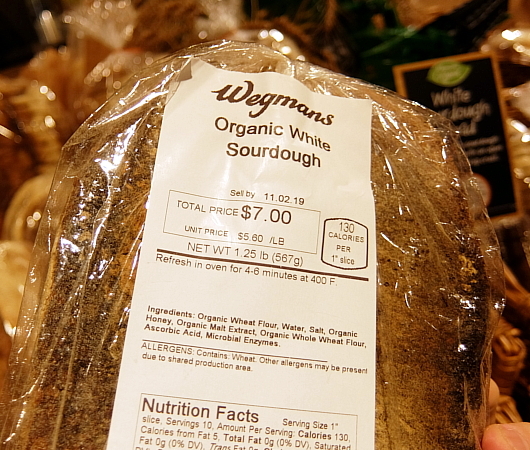 Wegmans
Organic White
Sourdough
Sell by 11.02.19
TOTAL PRICE $7.00
UNIT PRICE $5.60 /LB
NET WT 1.25 lb (567g)
130
CALORIES
PER
1" slice
Refresh in oven for 4-6 minutes at 400 F.
Ingredients: Organic Wheat Flour, Water, Salt, Organic
Honey, Organic Malt Extract, Organic Whole Wheat Flour,
Ascorbic Acid, Microbial Enzymes.
ALLERGENS: Contains: Wheat. Other allergens may be present
due to shared production area.
Nutrition Facts Serving Size 1"
slice, Servings 10, Amount Per Serving: Calories 130,
Calories from Fat 5, Total Fat 0g (0% DV), Saturated
Fat 0g (0% DV), Trans Fat 0g,
White